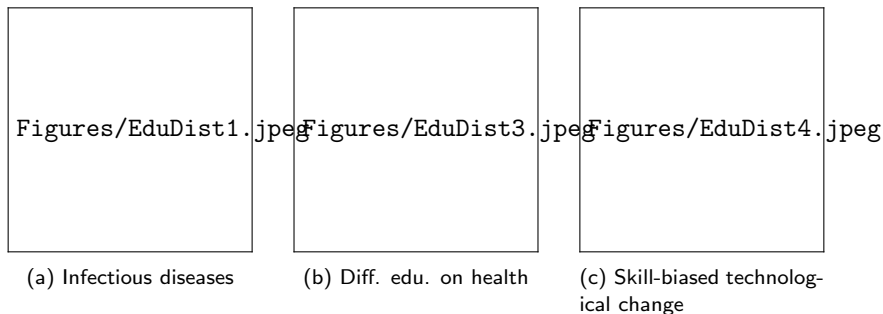 Figures/EduDist1.jpeg
Figures/EduDist3.jpeg
Figures/EduDist4.jpeg
(a) Infectious diseases
(b) Diff. edu. on health
(c) Skill-biased technolog-
ical change